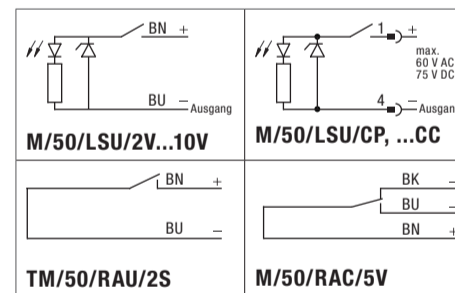 BN +
BU – Ausgang
M/50/LSU/2V...10V
1 +
max.
60 V AC
75 V DC
4 – Ausgan
M/50/LSU/CP, ...CC
BN +
BU –
TM/50/RAU/2S
BK –
BU –
BN +
M/50/RAC/5V